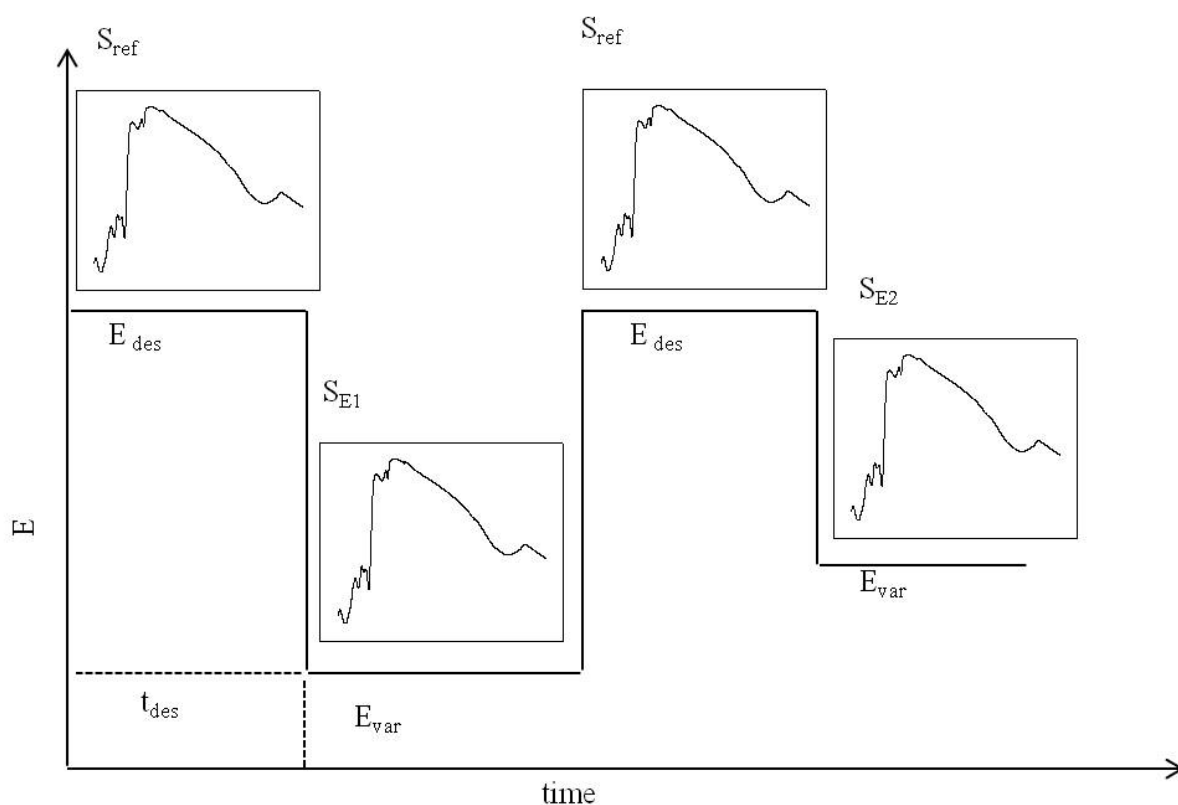 S_ref
S_ref
E_des
E_des
S_E2
S_E1
E
E_var
t_des
E_var
time